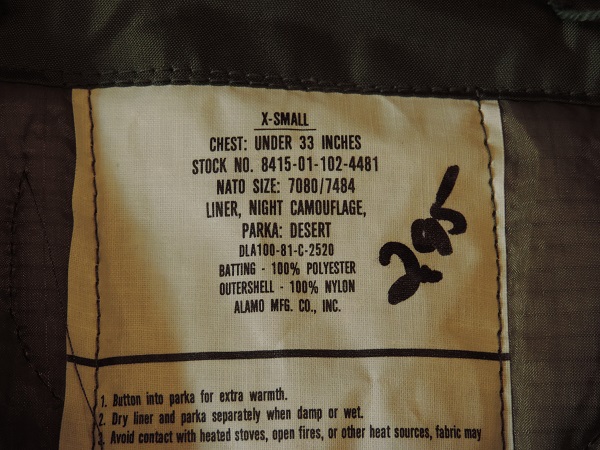 X-SMALL
CHEST: UNDER 33 INCHES
STOCK NO. 8415-01-102-4481
NATO SIZE: 7080/7484
LINER, NIGHT CAMOUFLAGE,
PARKA: DESERT
DLA100-81-C-2520
BATTING - 100% POLYESTER
OUTERSHELL - 100% NYLON
ALAMO MFG. CO., INC.
295
1. Button into parka for extra warmth.
2. Dry liner and parka separately when damp or wet.
3. Avoid contact with heated stoves, open fires, or other heat sources, fabric may